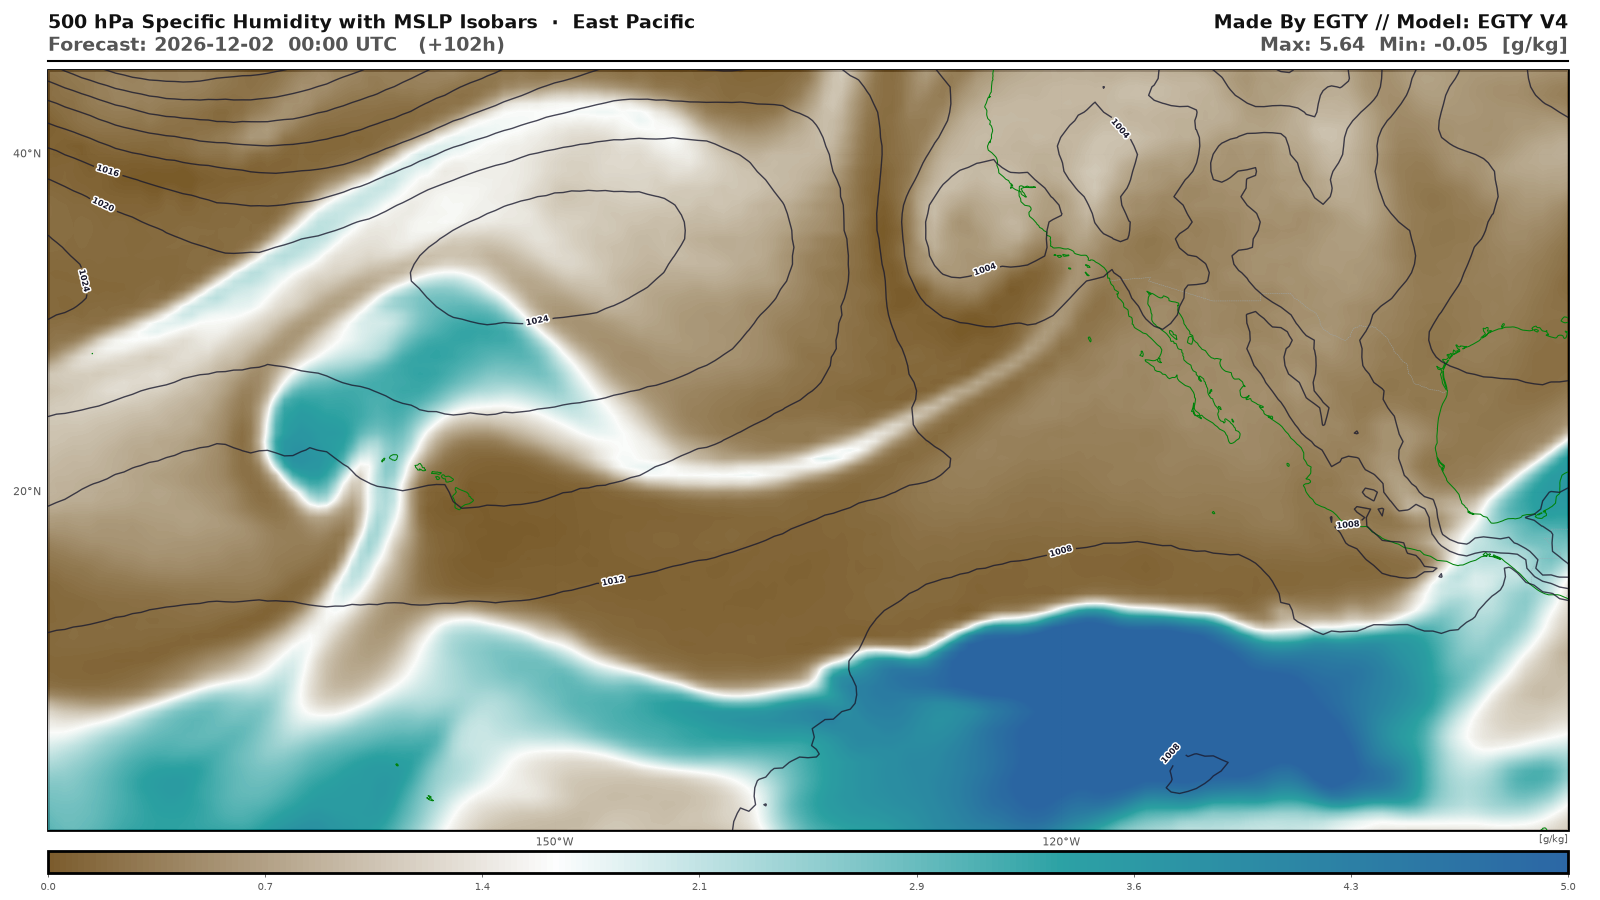 500 hPa Specific Humidity with MSLP Isobars · East Pacific
Made By EGTY // Model: EGTY V4
Forecast: 2026-12-02 00:00 UTC (+102h)
Max: 5.64 Min: -0.05 [g/kg]
1004
40°N
1016
1020
1004
1024
1024
20°N
1008
1008
1012
1008
150°W
120°W
[g/kg]
0.0 0.7 1.4 2.1 2.9 3.6 4.3 5.0